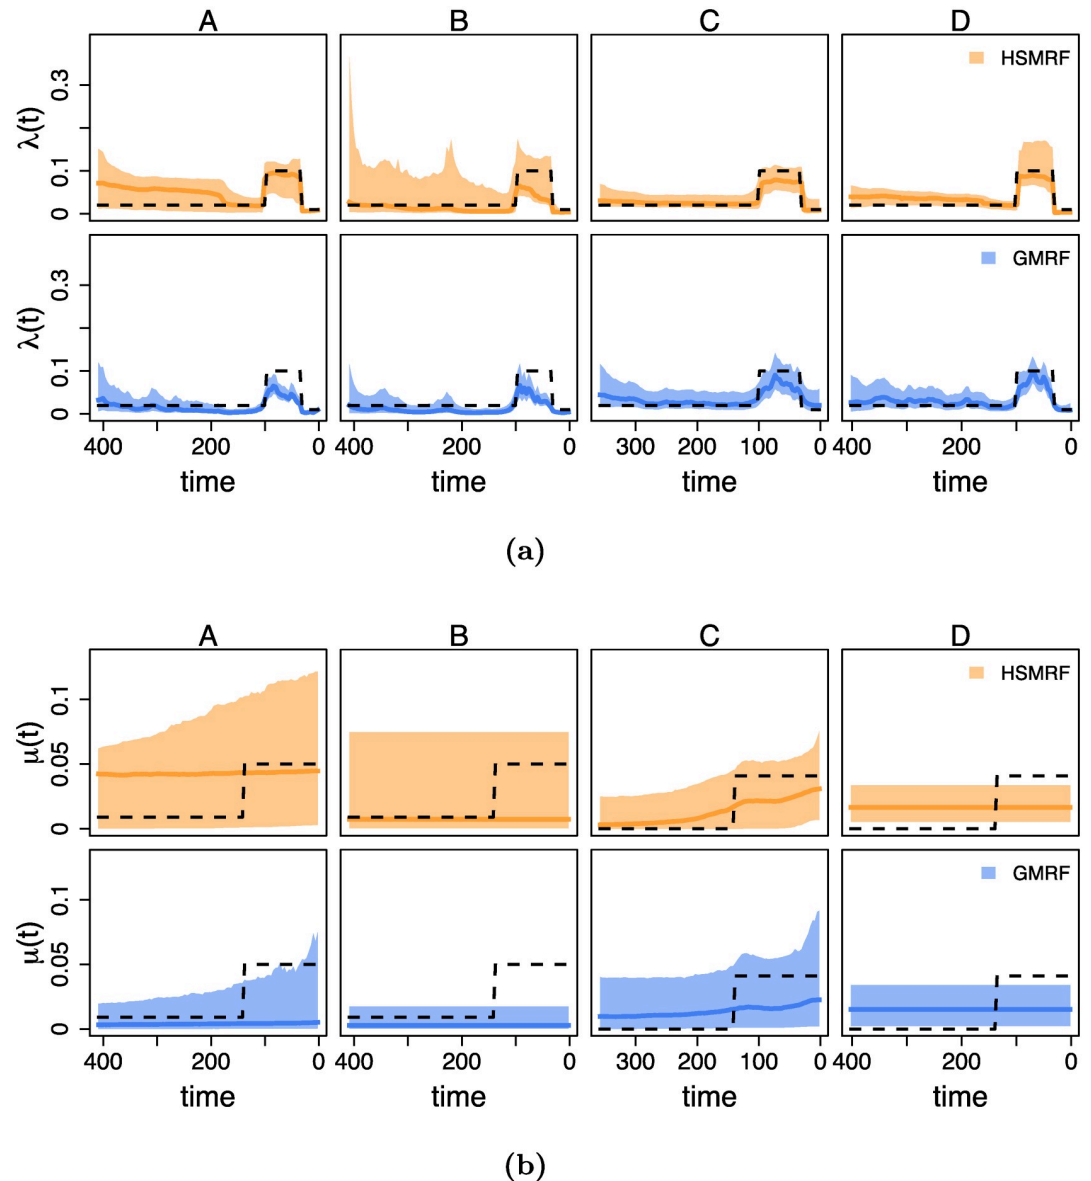 A B C D
λ(t) 0 0.1 0.3 HSMRF
λ(t) 0 0.1 0.3 GMRF
400 200 0 400 200 0 300 200 100 0 400 200 0
time time time time
(a)
A B C D
μ(t) 0 0.05 0.1 HSMRF
μ(t) 0 0.05 0.1 GMRF
400 200 0 400 200 0 300 200 100 0 400 200 0
time time time time
(b)